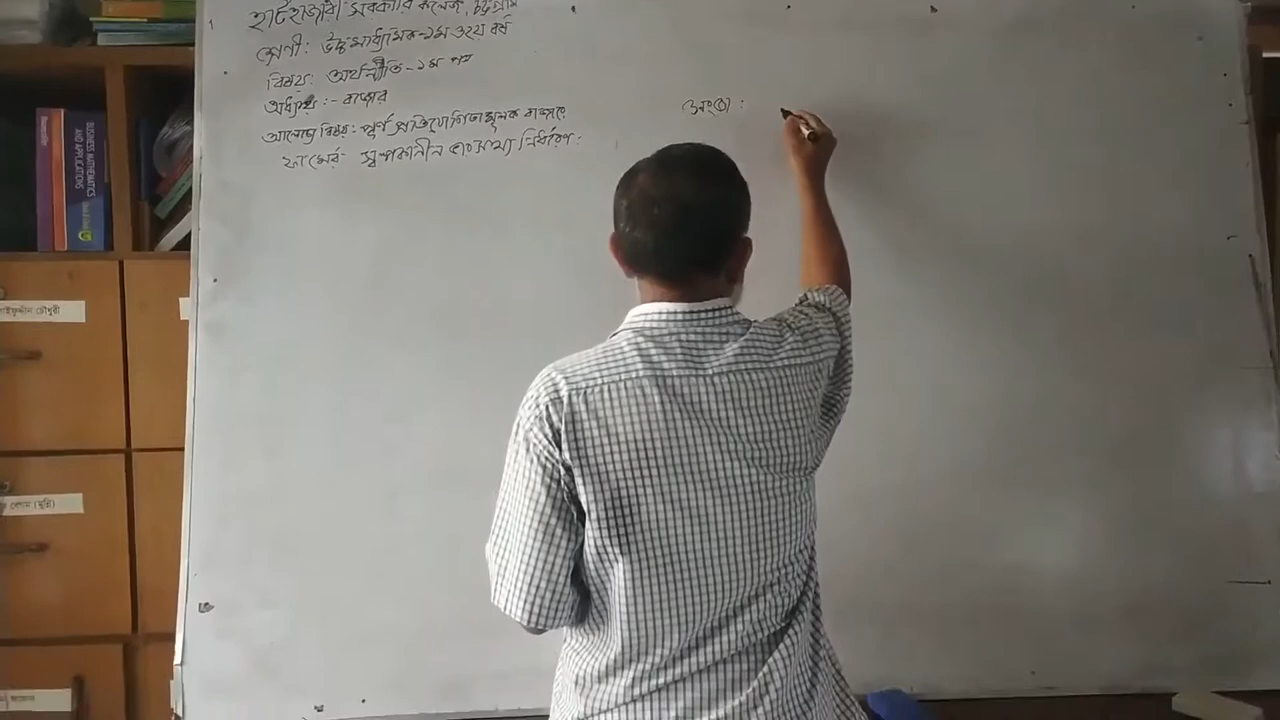 হাটহাজারী সরকারি কলেজ, চট্টগ্রাম
শ্রেণী: উচ্চমাধ্যমিক-১ম ও ২য় বর্ষ
বিষয়: অর্থনীতি-১ম পত্র
অধ্যায়:- বাজার
আলোচ্য বিষয়: পূর্ণ প্রতিযোগিতামূলক বাজারে
ফার্মের স্বল্পকালীন ভারসাম্য নির্ধারণ:
BUSINESS MATHEMATICS
AND APPLICATIONS
চৌধুরী
বেগম (মুন্নি)